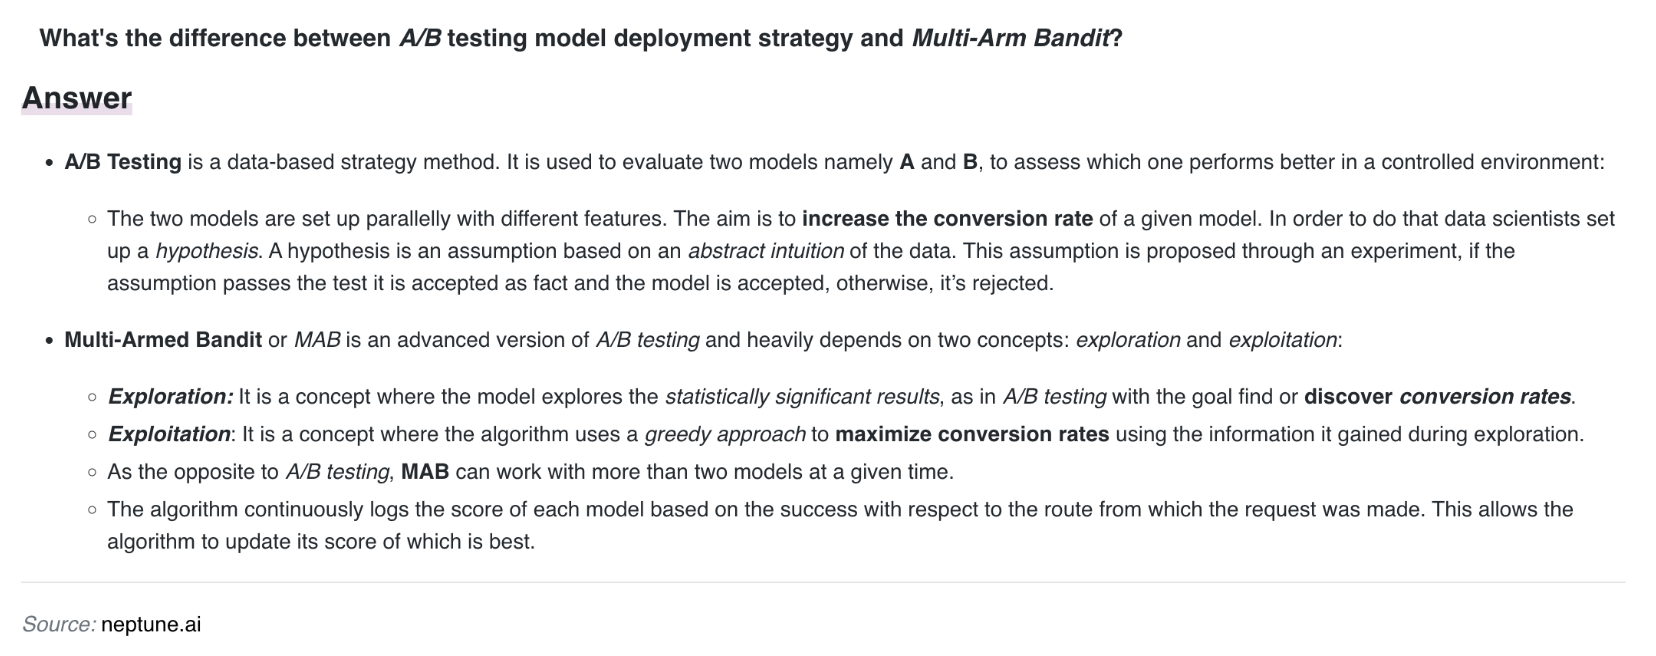 What's the difference between A/B testing model deployment strategy and Multi-Arm Bandit?
Answer
• A/B Testing is a data-based strategy method. It is used to evaluate two models namely A and B, to assess which one performs better in a controlled environment:
○ The two models are set up parallelly with different features. The aim is to increase the conversion rate of a given model. In order to do that data scientists set
up a hypothesis. A hypothesis is an assumption based on an abstract intuition of the data. This assumption is proposed through an experiment, if the
assumption passes the test it is accepted as fact and the model is accepted, otherwise, it’s rejected.
• Multi-Armed Bandit or MAB is an advanced version of A/B testing and heavily depends on two concepts: exploration and exploitation:
○ Exploration: It is a concept where the model explores the statistically significant results, as in A/B testing with the goal find or discover conversion rates.
○ Exploitation: It is a concept where the algorithm uses a greedy approach to maximize conversion rates using the information it gained during exploration.
○ As the opposite to A/B testing, MAB can work with more than two models at a given time.
○ The algorithm continuously logs the score of each model based on the success with respect to the route from which the request was made. This allows the
algorithm to update its score of which is best.
Source: neptune.ai